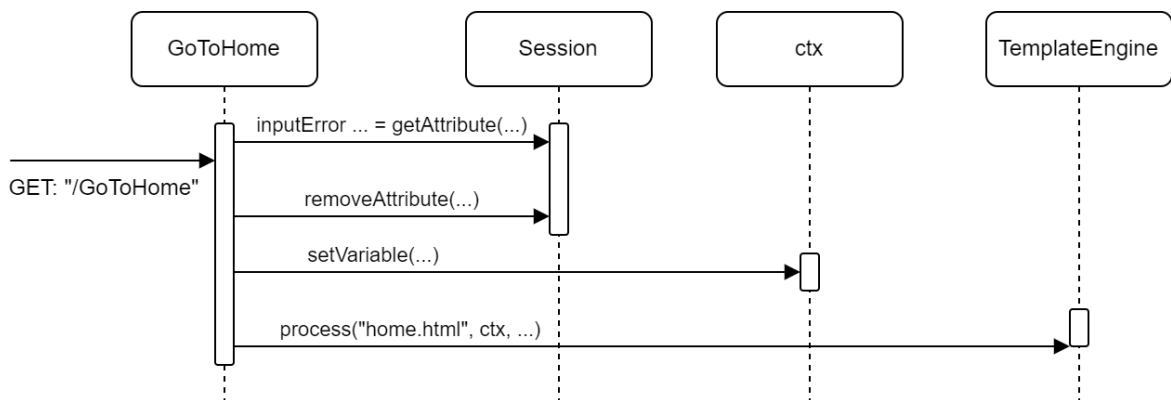 GoToHome
Session
ctx
TemplateEngine
inputError ... = getAttribute(...)
GET: "/GoToHome"
removeAttribute(...)
setVariable(...)
process("home.html", ctx, ...)